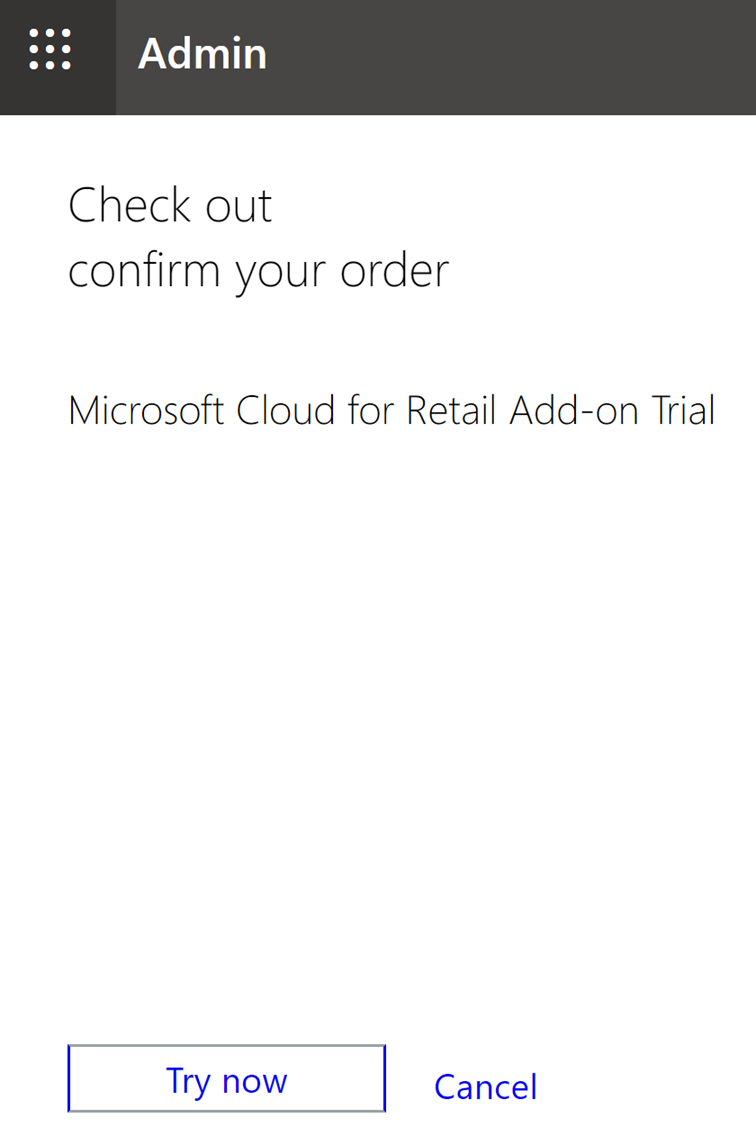 Admin
Check out
confirm your order
Microsoft Cloud for Retail Add-on Trial
Try now
Cancel